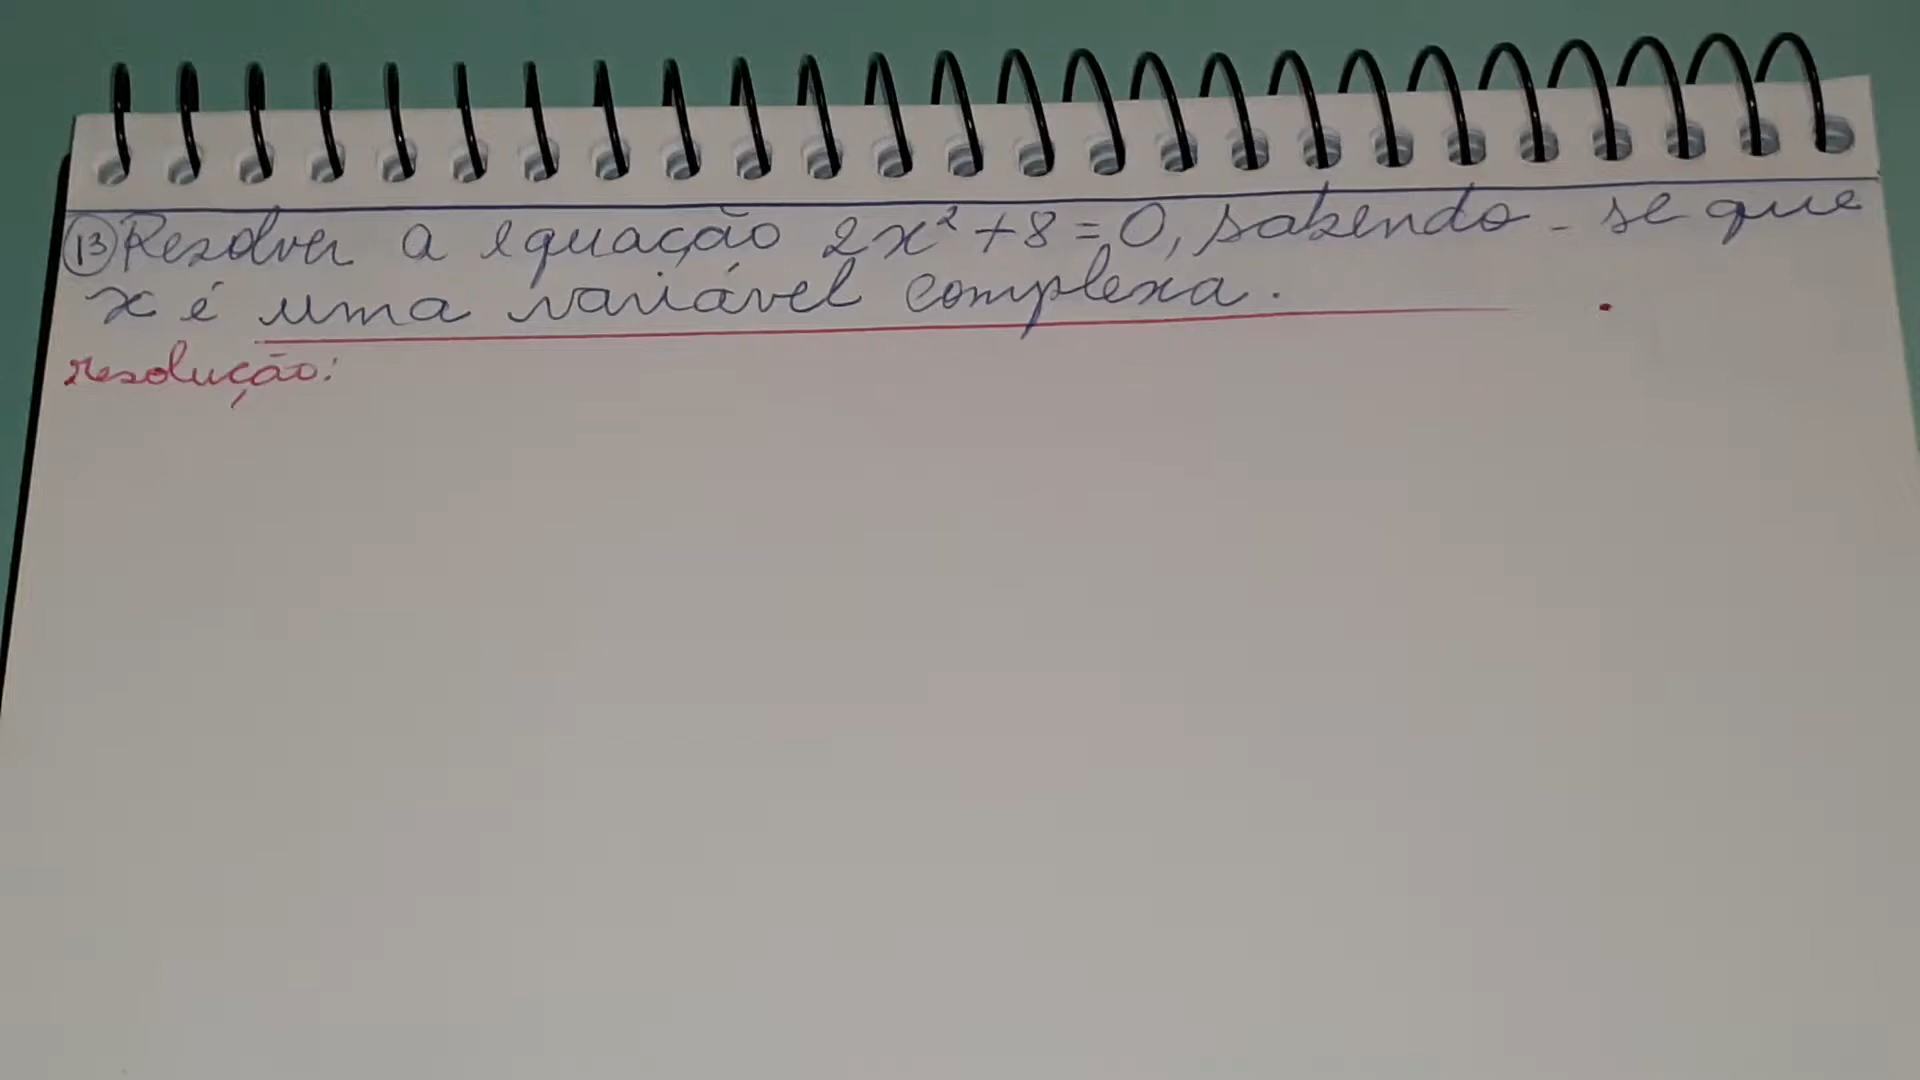 13 Resolver a equação 2x² + 8 = 0, sabendo-se que
x é uma variável complexa.
resolução: